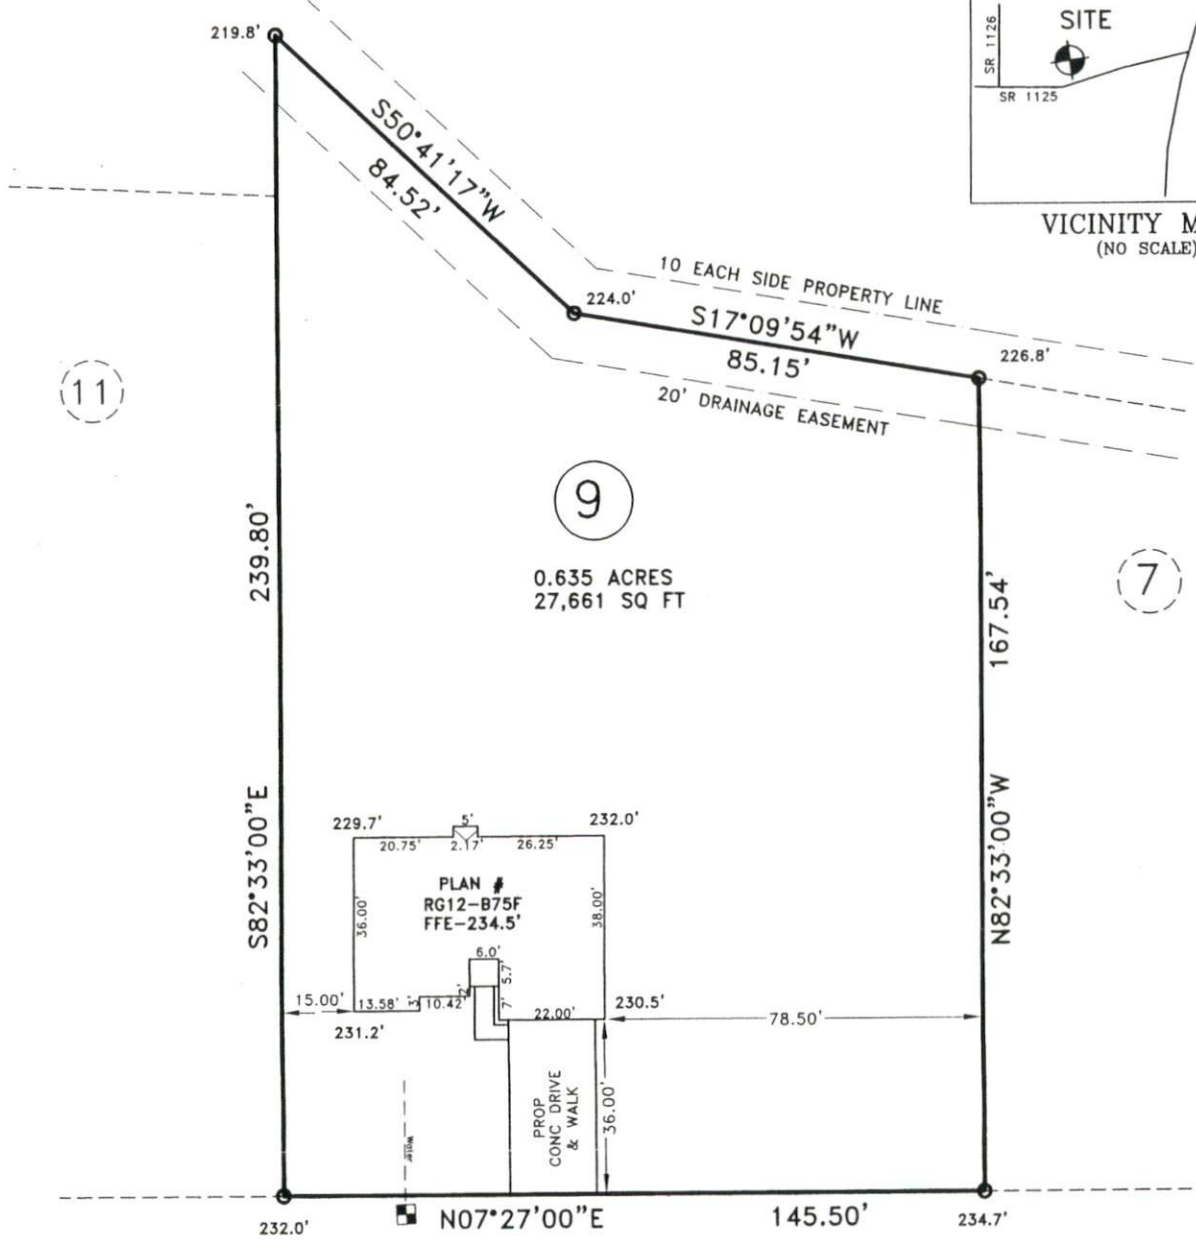 219.8'
SR 1126
SITE
SR 1125
VICINITY M
(NO SCALE)
S50°41'17"W
84.52'
10 EACH SIDE PROPERTY LINE
224.0'
S17°09'54"W
85.15'
226.8'
20' DRAINAGE EASEMENT
11
9
0.635 ACRES
27,661 SQ FT
7
239.80'
S82°33'00"E
167.54'
N82°33'00"W
229.7'
5'
232.0'
20.75'
2.17'
26.25'
PLAN #
RG12-B75F
FFE-234.5'
36.00'
38.00'
6.0'
5.7'
2'
7'
15.00'
13.58'
3'
10.42'
22.00'
230.5'
231.2'
78.50'
PROP
CONC DRIVE
& WALK
36.00'
Water
232.0'
N07°27'00"E
145.50'
234.7'